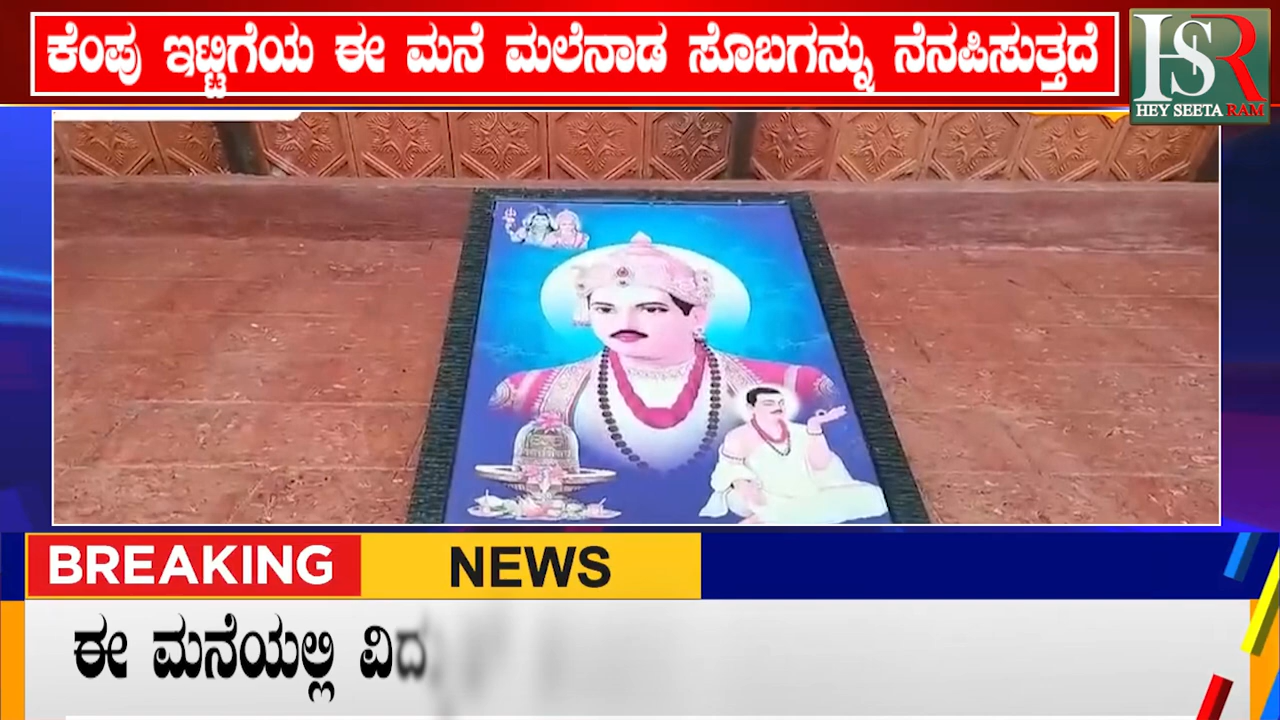 ಕೆಂಪು ಇಟ್ಟಿಗೆಯ ಈ ಮನೆ ಮಲೆನಾಡ ಸೊಬಗನ್ನು ನೆನಪಿಸುತ್ತದೆ
HSR
HEY SEETA RAM
BREAKING NEWS
ಈ ಮನೆಯಲ್ಲಿ